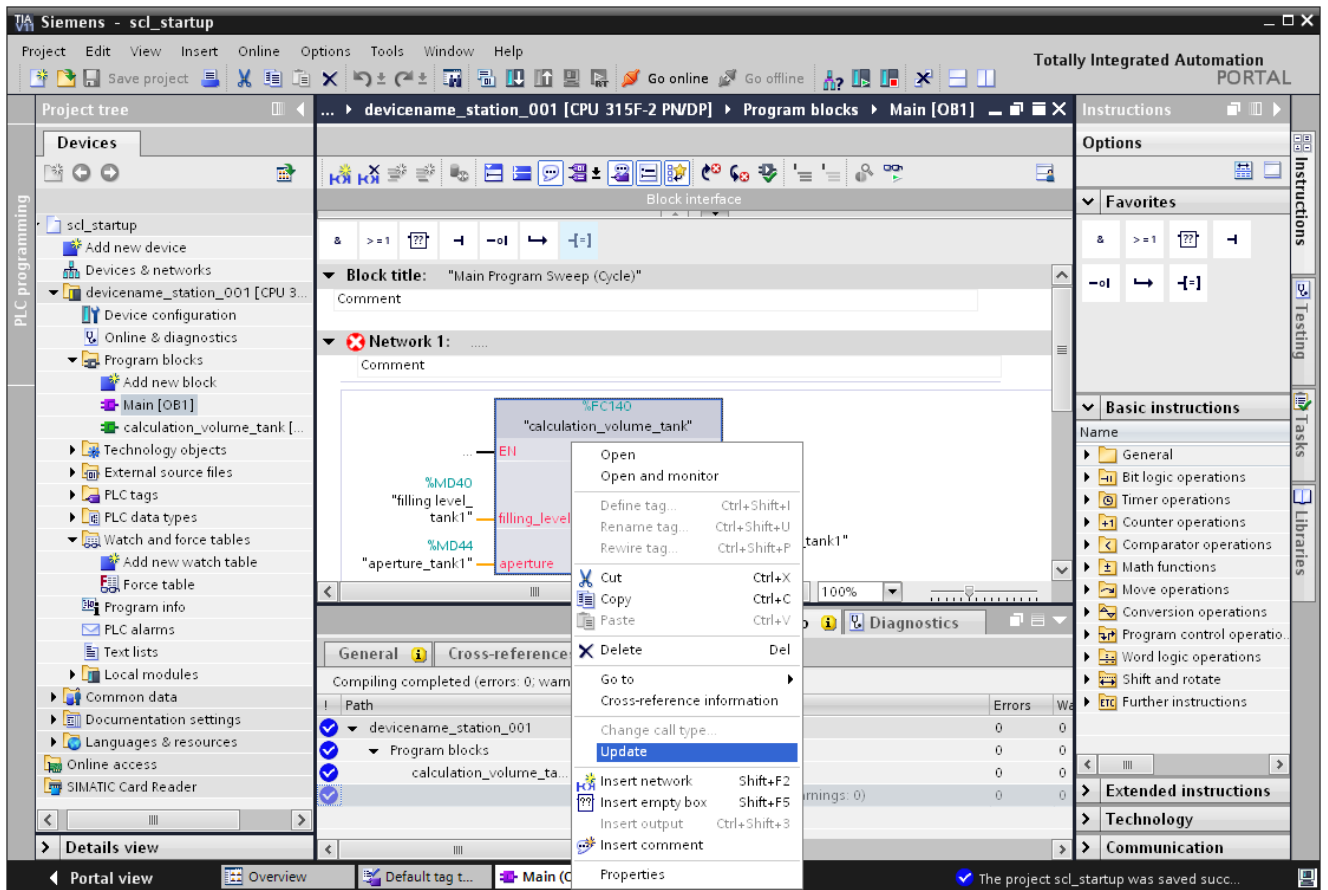 Siemens - scl_startup
Project Edit View Insert Online Options Tools Window Help
Totally Integrated Automation
PORTAL
Save project Go online Go offline
Project tree
... devicename_station_001 [CPU 315F-2 PN/DP] Program blocks Main [OB1]
Instructions
Devices
Options
PLC programming
Block interface
Favorites
scl_startup
Add new device
Devices & networks
devicename_station_001 [CPU 3...
Device configuration
Online & diagnostics
Program blocks
Add new block
Main [OB1]
calculation_volume_tank [...
Technology objects
External source files
PLC tags
PLC data types
Watch and force tables
Add new watch table
Force table
Program info
PLC alarms
Text lists
Local modules
Common data
Documentation settings
Languages & resources
Online access
SIMATIC Card Reader
Details view
& >=1 ??
Block title: "Main Program Sweep (Cycle)"
Comment
Network 1: .....
Comment
%FC140
"calculation_volume_tank"
... EN
%MD40
"filling level_
tank1" filling_level
%MD44
"aperture_tank1" aperture
_tank1"
100%
Open
Open and monitor
Define tag... Ctrl+Shift+I
Rename tag... Ctrl+Shift+U
Rewire tag... Ctrl+Shift+P
Cut Ctrl+X
Copy Ctrl+C
Paste Ctrl+V
Delete Del
Go to
Cross-reference information
Change call type...
Update
Insert network Shift+F2
Insert empty box Shift+F5
Insert output Ctrl+Shift+3
Insert comment
Properties
Diagnostics
General Cross-reference
Compiling completed (errors: 0; warn
! Path Errors Wa
devicename_station_001 0 0
Program blocks 0 0
calculation_volume_ta... 0 0
rnings: 0) 0 0
& >=1 ??
Basic instructions
Name
General
Bit logic operations
Timer operations
Counter operations
Comparator operations
Math functions
Move operations
Conversion operations
Program control operatio..
Word logic operations
Shift and rotate
Further instructions
Extended instructions
Technology
Communication
Instructions
Testing
Tasks
Libraries
Portal view Overview Default tag t... Main (O
The project scl_startup was saved succ...